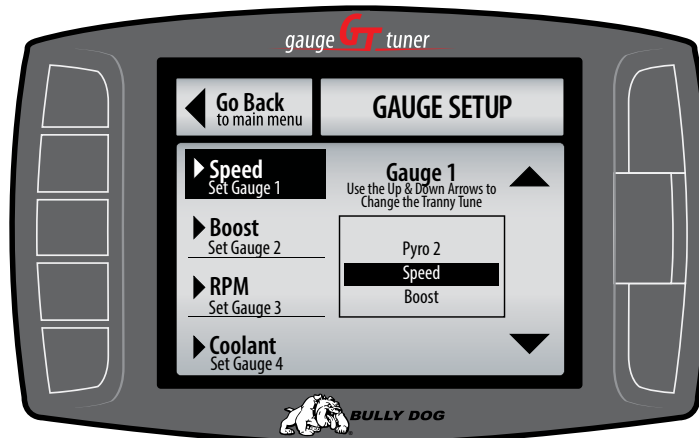 gauge GT tuner
Go Back
to main menu
GAUGE SETUP
Speed
Set Gauge 1
Boost
Set Gauge 2
RPM
Set Gauge 3
Coolant
Set Gauge 4
Gauge 1
Use the Up & Down Arrows to
Change the Tranny Tune
Pyro 2
Speed
Boost
BULLY DOG